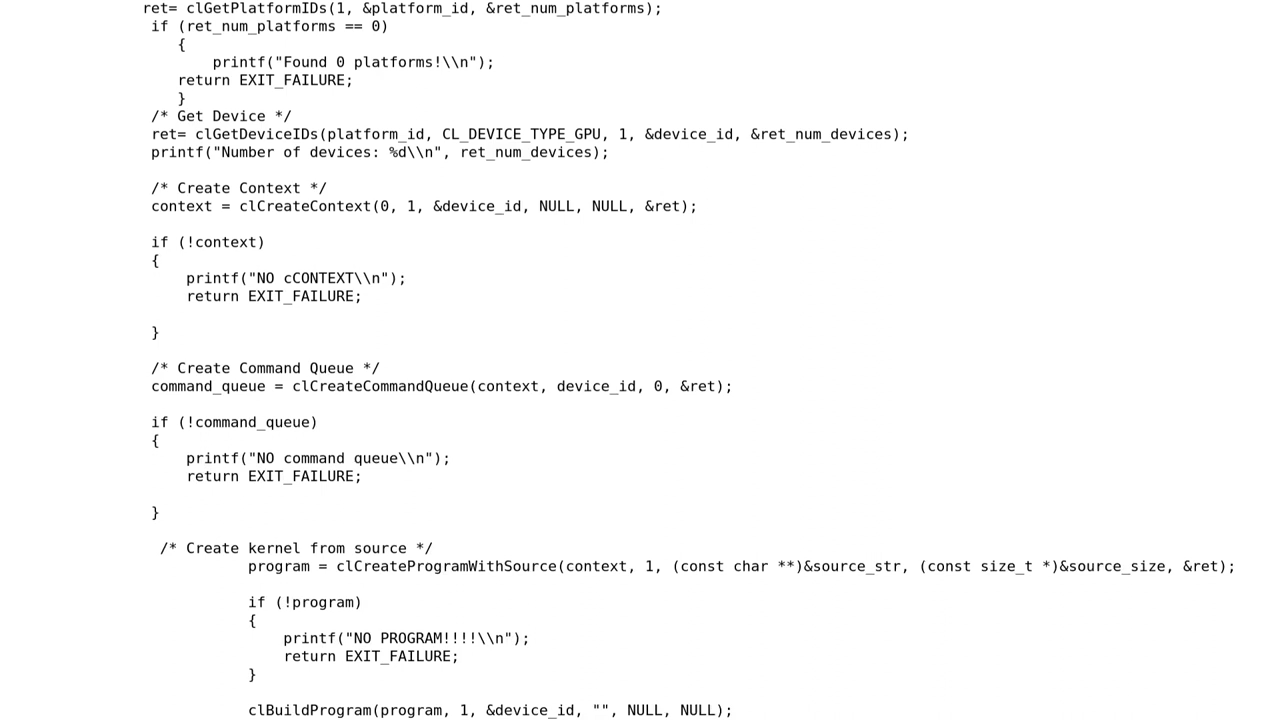 ret= clGetPlatformIDs(1, &platform_id, &ret_num_platforms);
if (ret_num_platforms == 0)
{
printf("Found 0 platforms!\\n");
return EXIT_FAILURE;
}
/* Get Device */
ret= clGetDeviceIDs(platform_id, CL_DEVICE_TYPE_GPU, 1, &device_id, &ret_num_devices);
printf("Number of devices: %d\\n", ret_num_devices);
/* Create Context */
context = clCreateContext(0, 1, &device_id, NULL, NULL, &ret);
if (!context)
{
printf("NO cCONTEXT\\n");
return EXIT_FAILURE;
}
/* Create Command Queue */
command_queue = clCreateCommandQueue(context, device_id, 0, &ret);
if (!command_queue)
{
printf("NO command queue\\n");
return EXIT_FAILURE;
}
/* Create kernel from source */
program = clCreateProgramWithSource(context, 1, (const char **)&source_str, (const size_t *)&source_size, &ret);
if (!program)
{
printf("NO PROGRAM!!!!\\n");
return EXIT_FAILURE;
}
clBuildProgram(program, 1, &device_id, "", NULL, NULL);